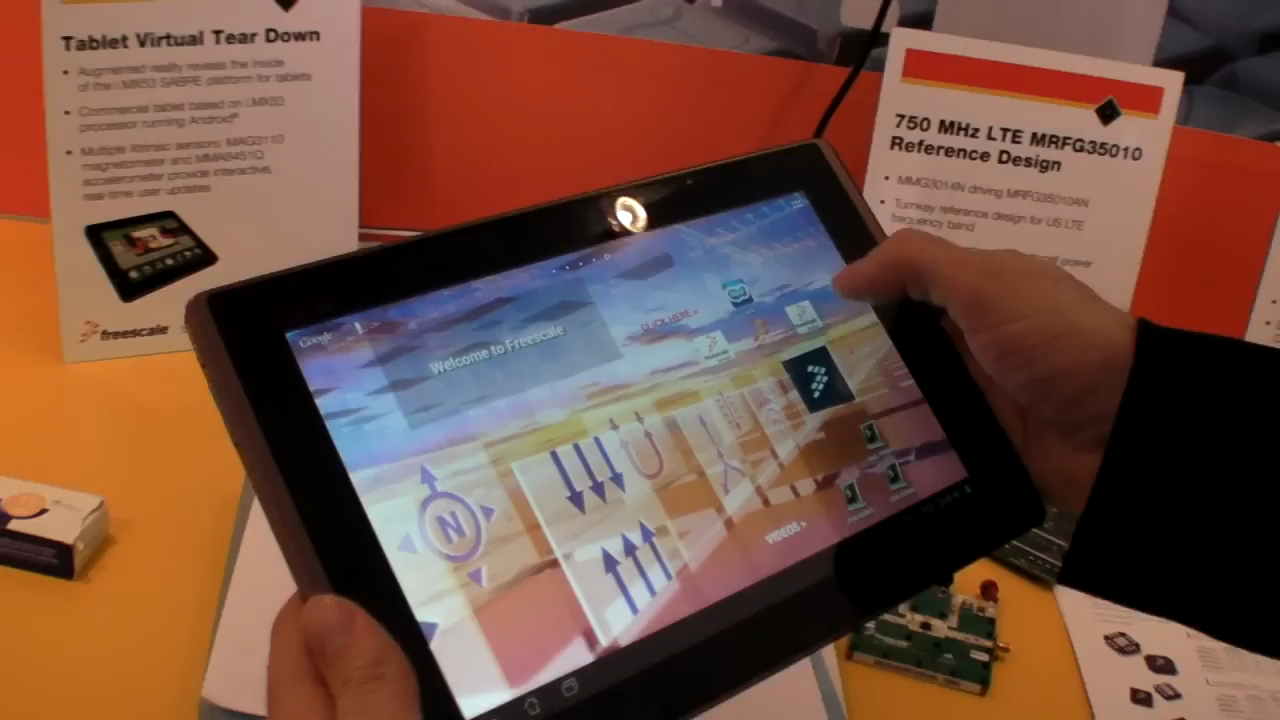 Tablet Virtual Tear Down
• Augmented reality reveals the inside
of the i.MX53 SABRE platform for tablets
• Commercial tablet based on i.MX53
processor running Android®
• Multiple Xtrinsic sensors: MAG3110
magnetometer and MMA8451Q
accelerometer provide interactive,
real-time user updates
freescale
750 MHz LTE MRFG35010
Reference Design
• MMG3014N driving MRFG35010AN
• Turnkey reference design for US LTE
frequency band
power
Google
Welcome to Freescale
CLICK HERE >
N
VIDEOS >